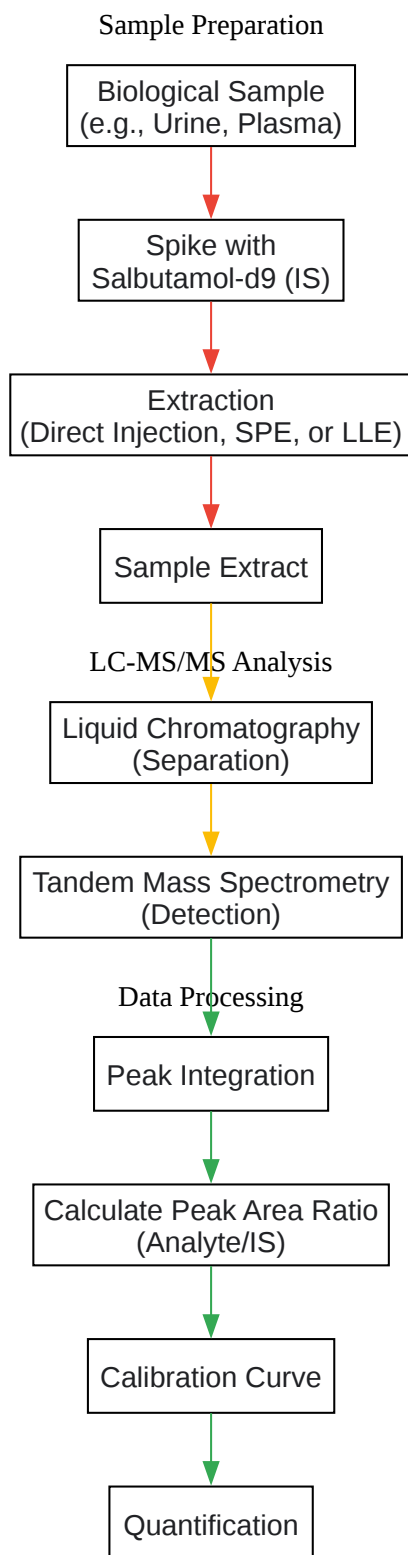 Sample Preparation
Biological Sample
(e.g., Urine, Plasma)
Spike with
Salbutamol-d9 (IS)
Extraction
(Direct Injection, SPE, or LLE)
Sample Extract
LC-MS/MS Analysis
Liquid Chromatography
(Separation)
Tandem Mass Spectrometry
(Detection)
Data Processing
Peak Integration
Calculate Peak Area Ratio
(Analyte/IS)
Calibration Curve
Quantification